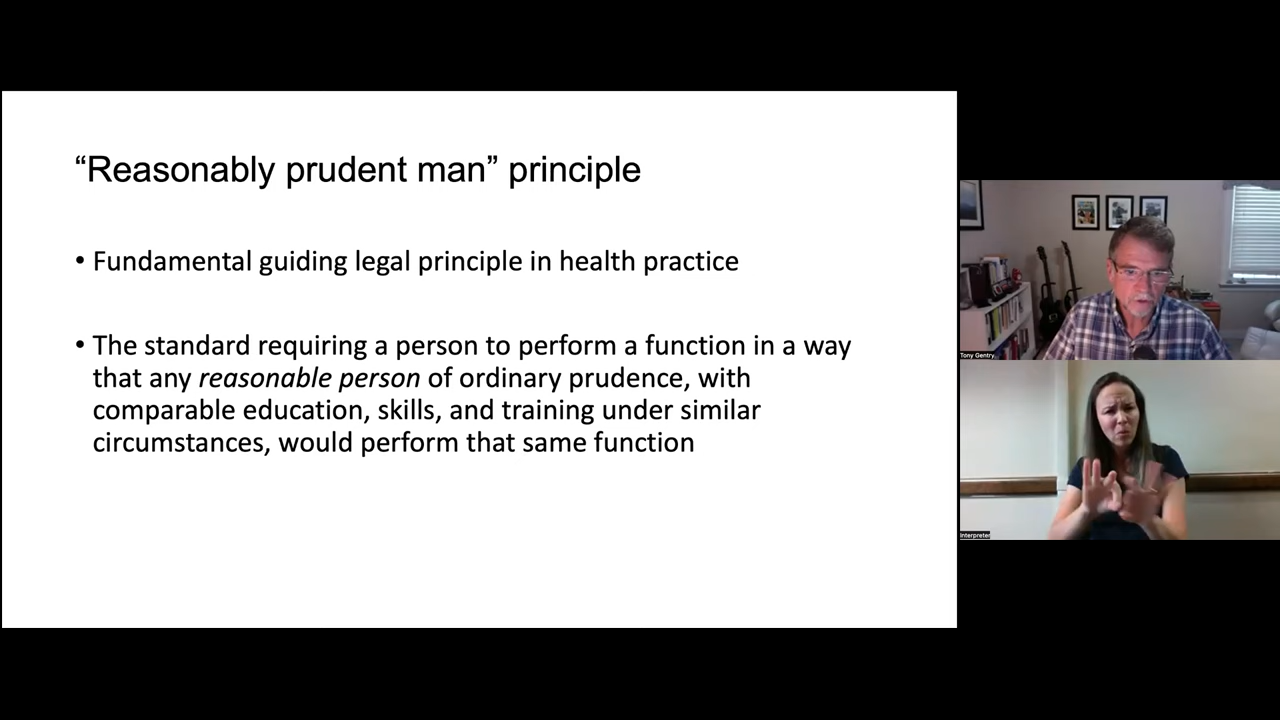 “Reasonably prudent man” principle
• Fundamental guiding legal principle in health practice
• The standard requiring a person to perform a function in a way
that any reasonable person of ordinary prudence, with
comparable education, skills, and training under similar
circumstances, would perform that same function
Tony Gentry
Interpreter